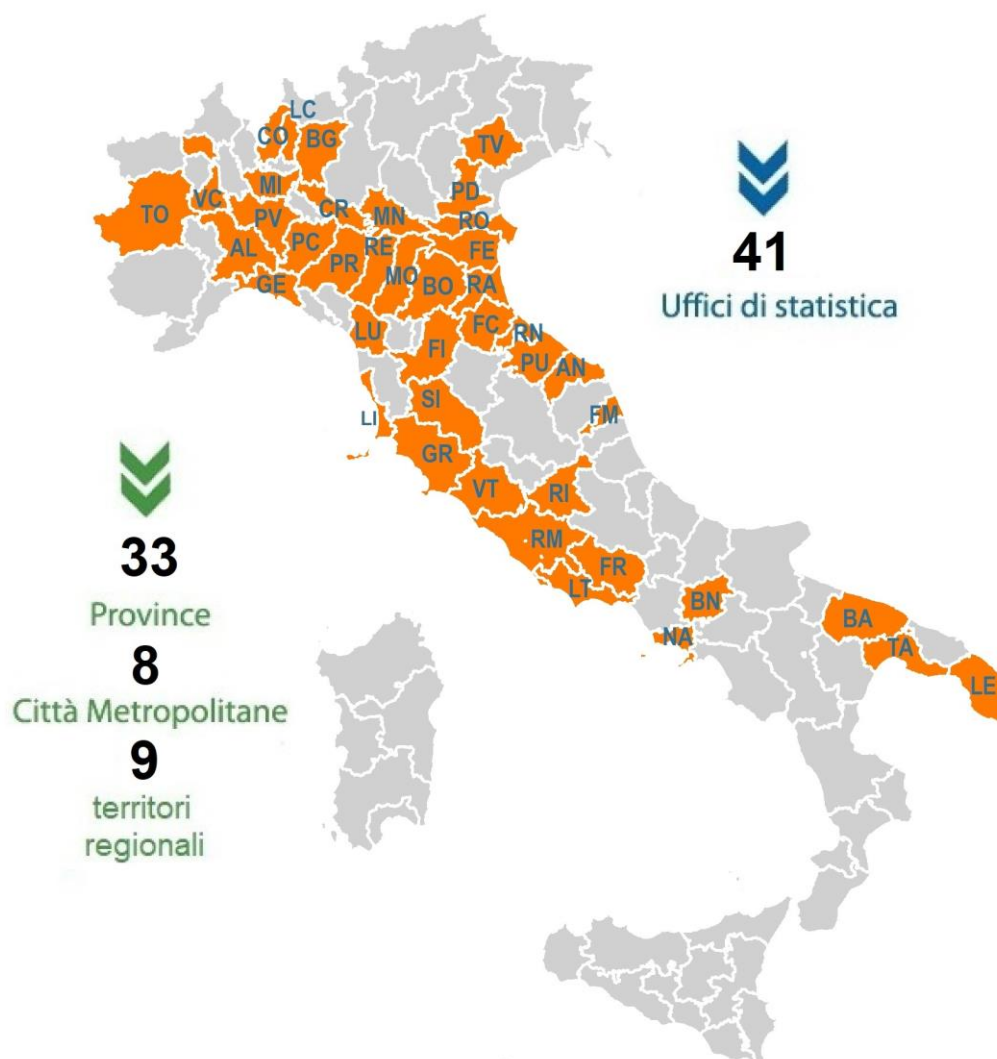 LC
CO
BG
TV
MI
VC
PD
TO
CR
MN
PV
RO
AL
PC
RE
FE
PR
MO
GE
BO
RA
LU
FC
RN
FI
PU
AN
SI
LI
FM
GR
VT
RI
RM
FR
LT
BN
NA
BA
TA
LE
41
Uffici di statistica
33
Province
8
Città Metropolitane
9
territori
regionali